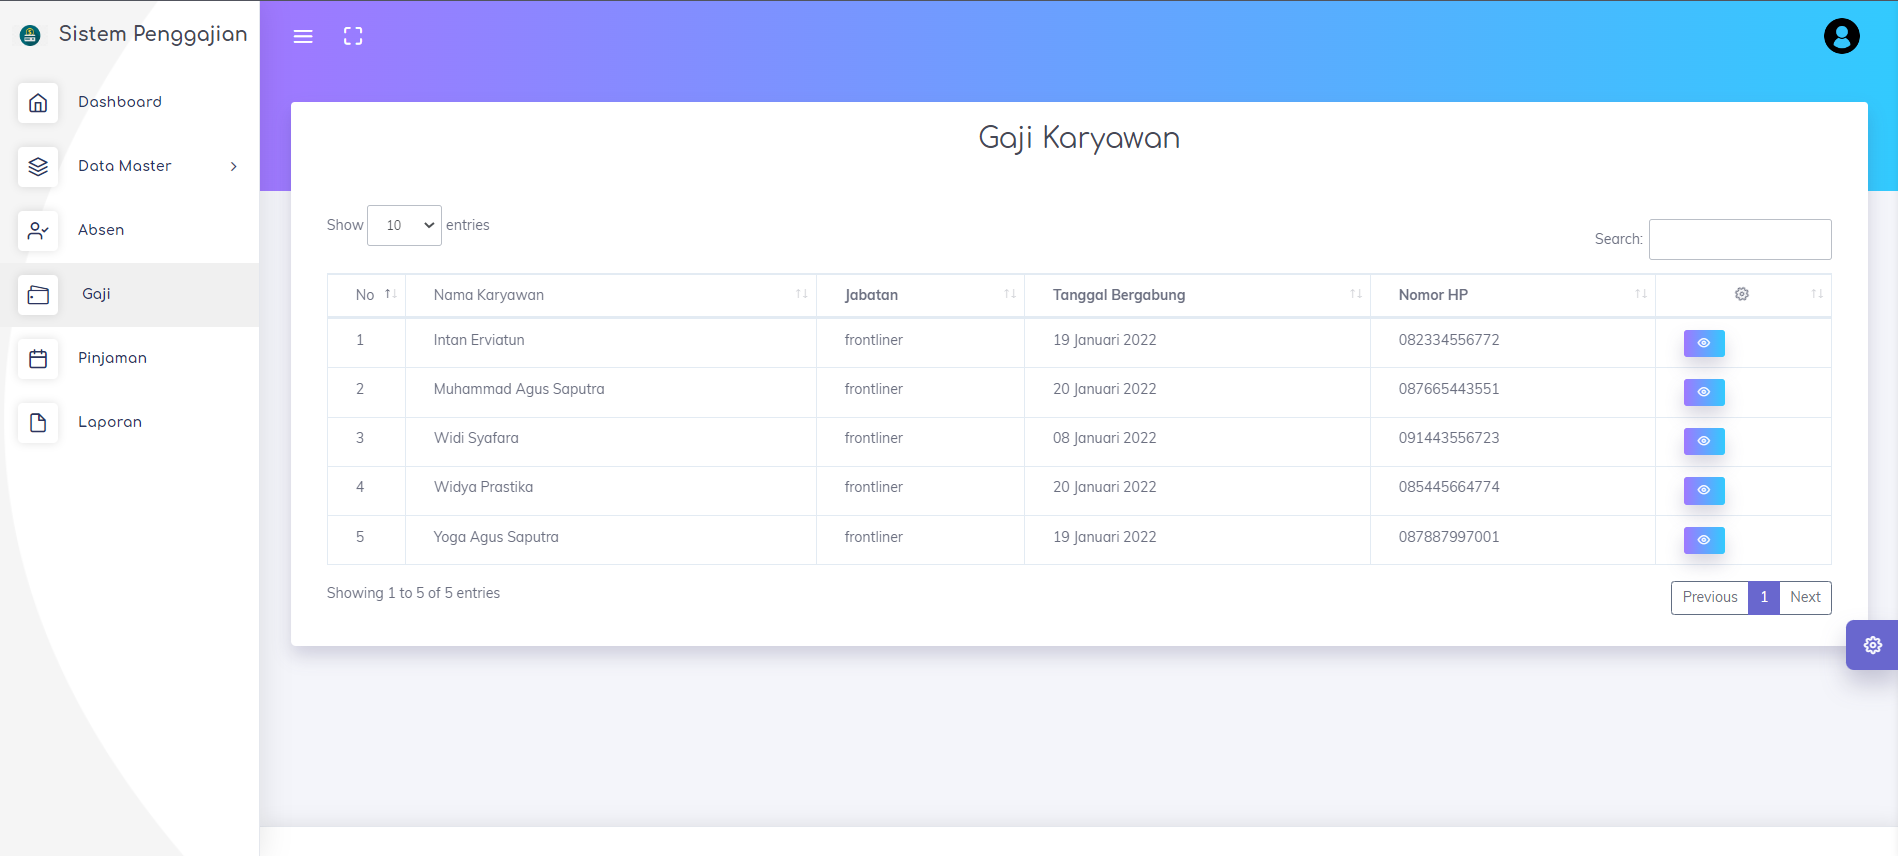 Sistem Penggajian
Dashboard
Data Master
Absen
Gaji
Pinjaman
Laporan
Gaji Karyawan
Show 10 entries
Search:
No Nama Karyawan Jabatan Tanggal Bergabung Nomor HP
1 Intan Erviatun frontliner 19 Januari 2022 082334556772
2 Muhammad Agus Saputra frontliner 20 Januari 2022 087665443551
3 Widi Syafara frontliner 08 Januari 2022 091443556723
4 Widya Prastika frontliner 20 Januari 2022 085445664774
5 Yoga Agus Saputra frontliner 19 Januari 2022 087887997001
Showing 1 to 5 of 5 entries
Previous 1 Next